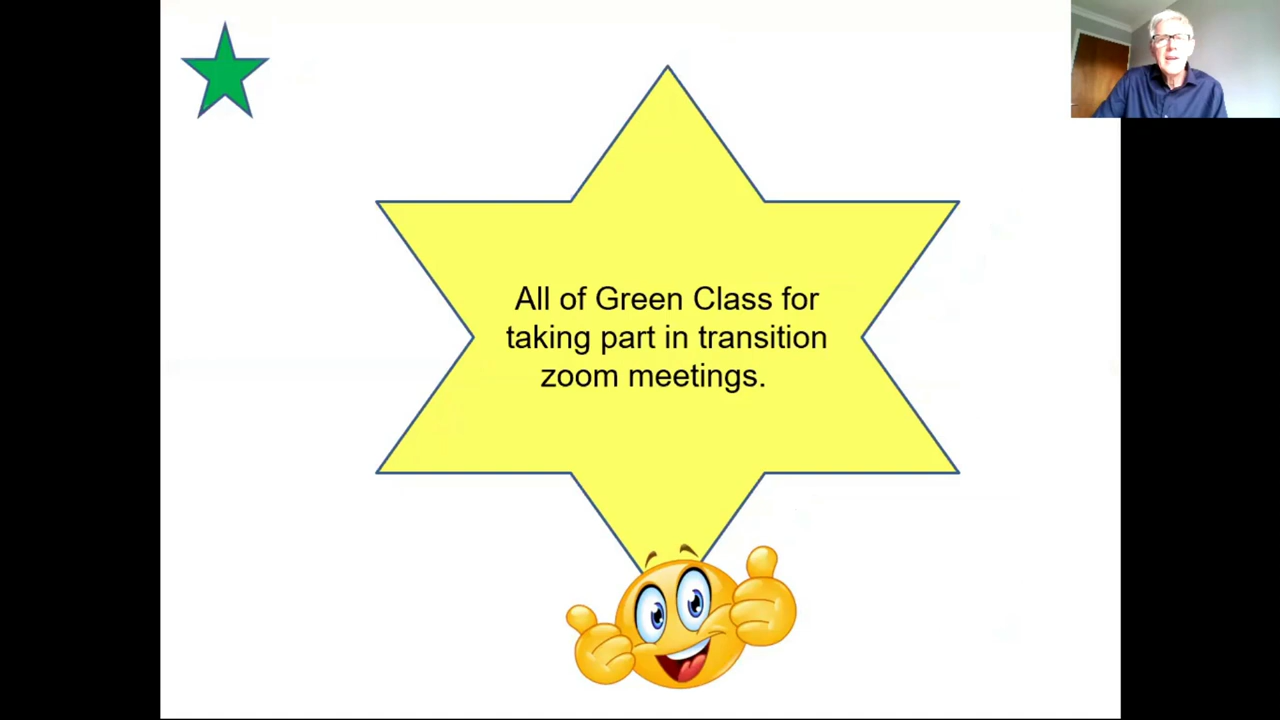 All of Green Class for
taking part in transition
zoom meetings.